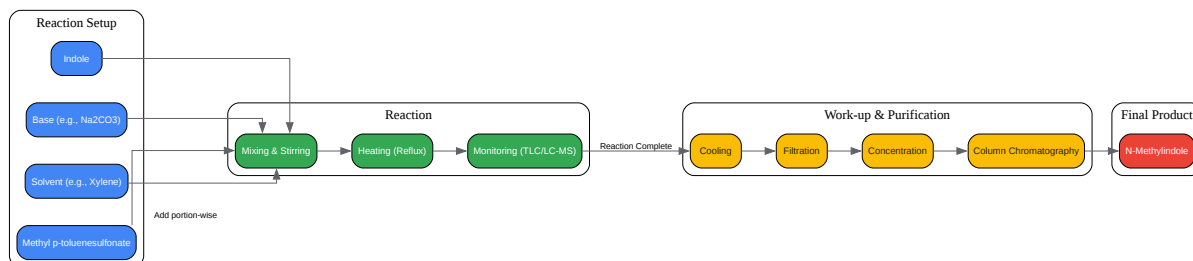 Reaction Setup
Indole
Base (e.g., Na2CO3)
Solvent (e.g., Xylene)
Methyl p-toluenesulfonate
Add portion-wise
Reaction
Mixing & Stirring
Heating (Reflux)
Monitoring (TLC/LC-MS)
Reaction Complete
Work-up & Purification
Cooling
Filtration
Concentration
Column Chromatography
Final Product
N-Methylindole